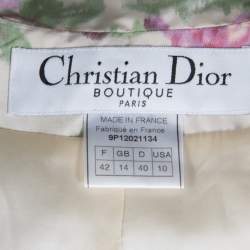 Christian Dior
BOUTIQUE
PARIS
MADE IN FRANCE
Fabriqué en France
9P12021134
F GB D USA
42 14 40 10